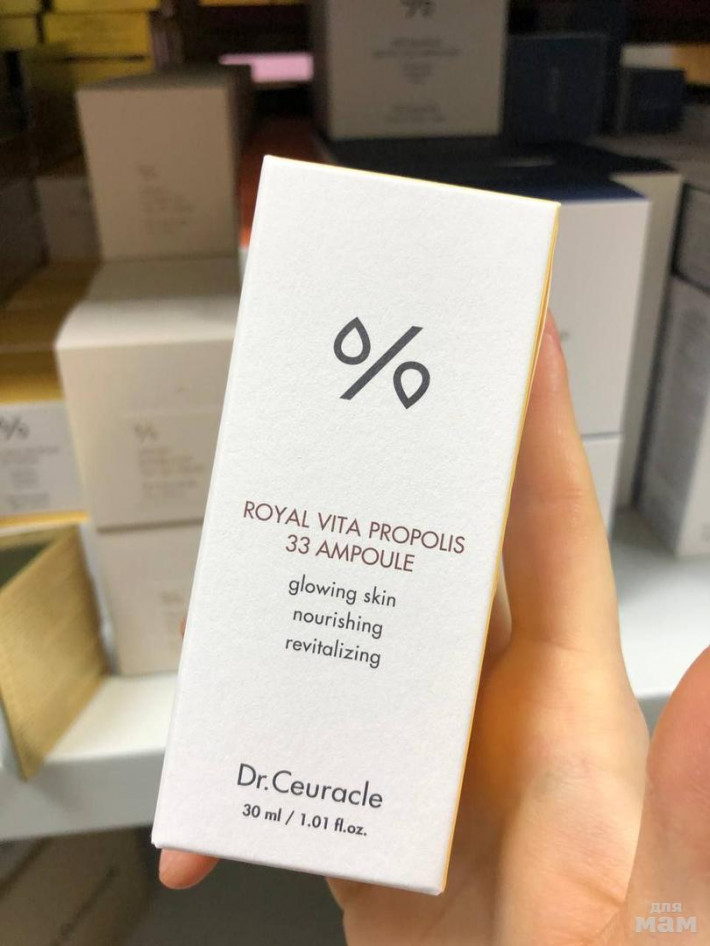 ROYAL VITA PROPOLIS
33 AMPOULE
glowing skin
nourishing
revitalizing
Dr.Ceuracle
30 ml / 1.01 fl.oz.
для
мам